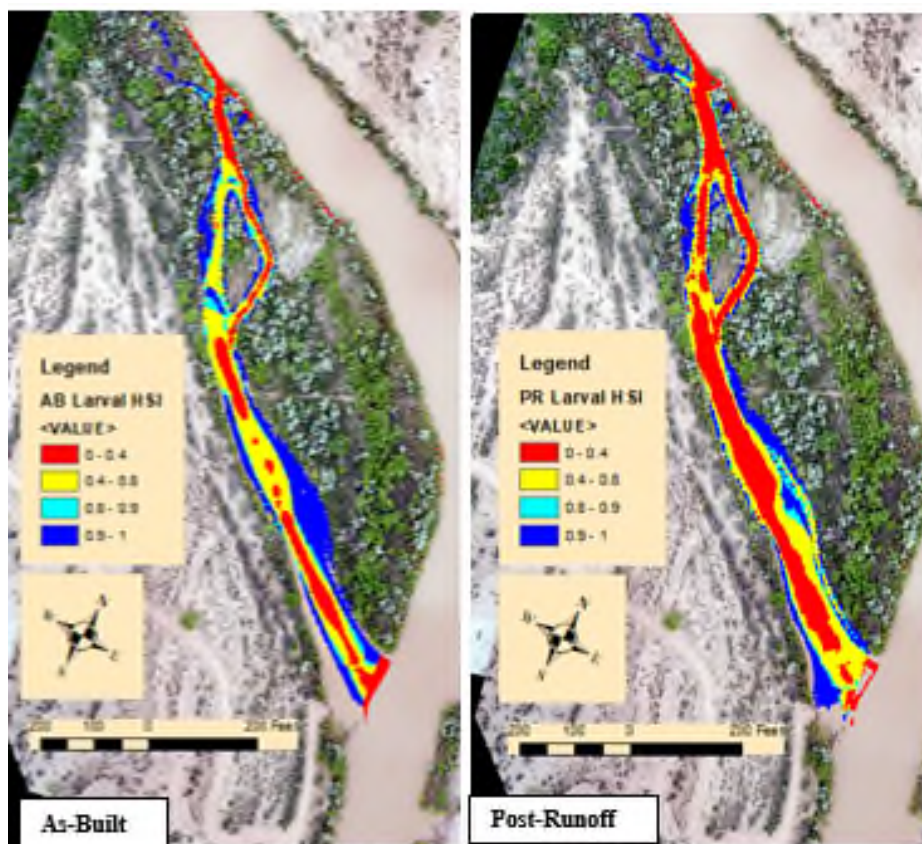 Legend
AB Larval HSI
<VALUE>
0 - 0.4
0.4 - 0.8
0.8 - 0.9
0.9 - 1
N
E
S
200 100 0 200 Feet
As-Built
Legend
PR Larval HSI
<VALUE>
0 - 0.4
0.4 - 0.8
0.8 - 0.9
0.9 - 1
N
E
S
200 100 0 200 Feet
Post-Runoff